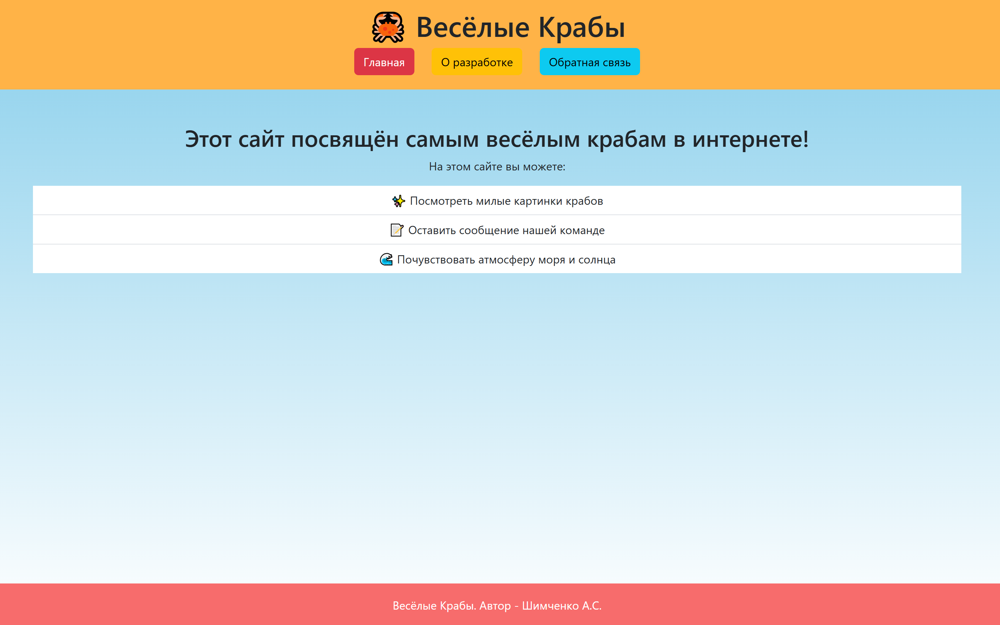 Весёлые Крабы
Главная
О разработке
Обратная связь
Этот сайт посвящён самым весёлым крабам в интернете!
На этом сайте вы можете:
✨ Посмотреть милые картинки крабов
📝 Оставить сообщение нашей команде
🌊 Почувствовать атмосферу моря и солнца
Весёлые Крабы. Автор - Шимченко А.С.